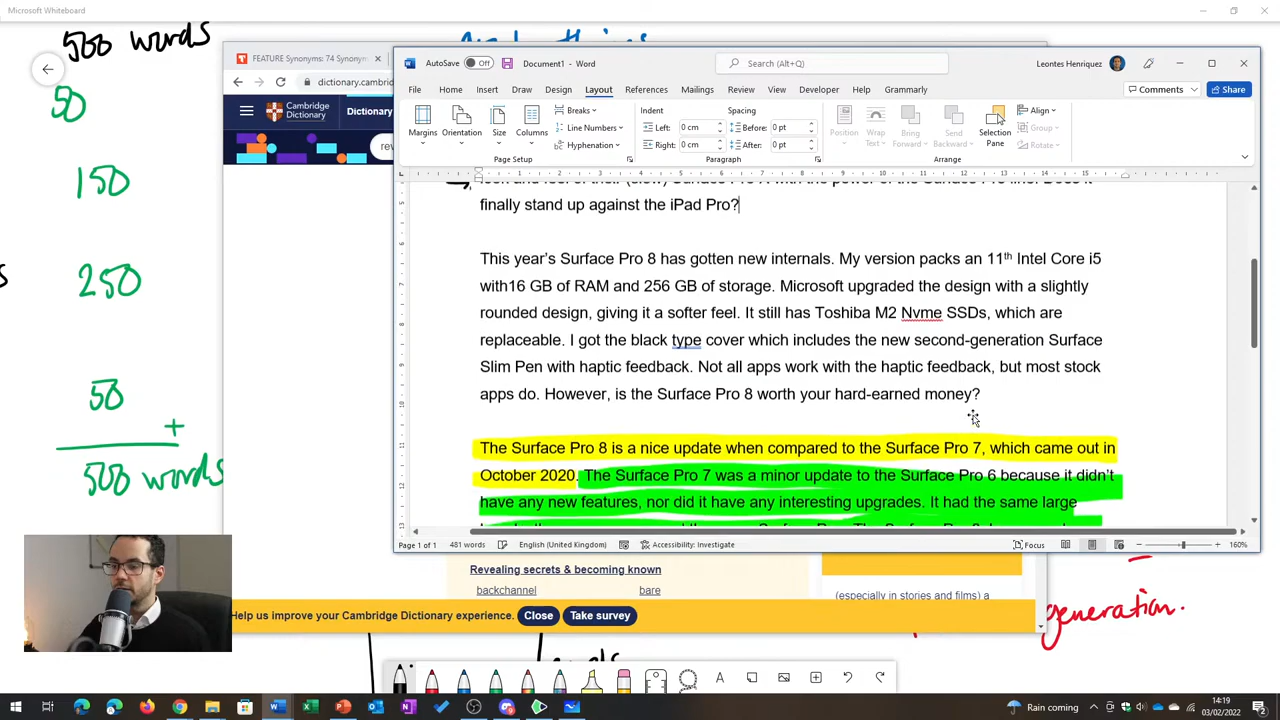 Microsoft Whiteboard
500 words
50
150
250
50
+
500 words
generation.
FEATURE Synonyms: 74 Synonym
dictionary.cambri
Cambridge
Dictionary
Dictionary
rev
AutoSave Off Document1 - Word Search (Alt+Q) Leontes Henriquez
File Home Insert Draw Design Layout References Mailings Review View Developer Help Grammarly Comments Share
Margins Orientation Size Columns Breaks Line Numbers Hyphenation
Page Setup
Indent Left: 0 cm Right: 0 cm
Spacing Before: 0 pt After: 0 pt
Paragraph
Position Wrap Text Bring Forward Send Backward Selection Pane Align Group Rotate
Arrange
finally stand up against the iPad Pro?
This year's Surface Pro 8 has gotten new internals. My version packs an 11th Intel Core i5
with16 GB of RAM and 256 GB of storage. Microsoft upgraded the design with a slightly
rounded design, giving it a softer feel. It still has Toshiba M2 Nvme SSDs, which are
replaceable. I got the black type cover which includes the new second-generation Surface
Slim Pen with haptic feedback. Not all apps work with the haptic feedback, but most stock
apps do. However, is the Surface Pro 8 worth your hard-earned money?
The Surface Pro 8 is a nice update when compared to the Surface Pro 7, which came out in
October 2020. The Surface Pro 7 was a minor update to the Surface Pro 6 because it didn't
have any new features, nor did it have any interesting upgrades. It had the same large
Page 1 of 1 481 words English (United Kingdom) Accessibility: Investigate Focus 160%
Revealing secrets & becoming known
backchannel bare
(especially in stories and films) a
Help us improve your Cambridge Dictionary experience. Close Take survey
Rain coming
14:19
03/02/2022